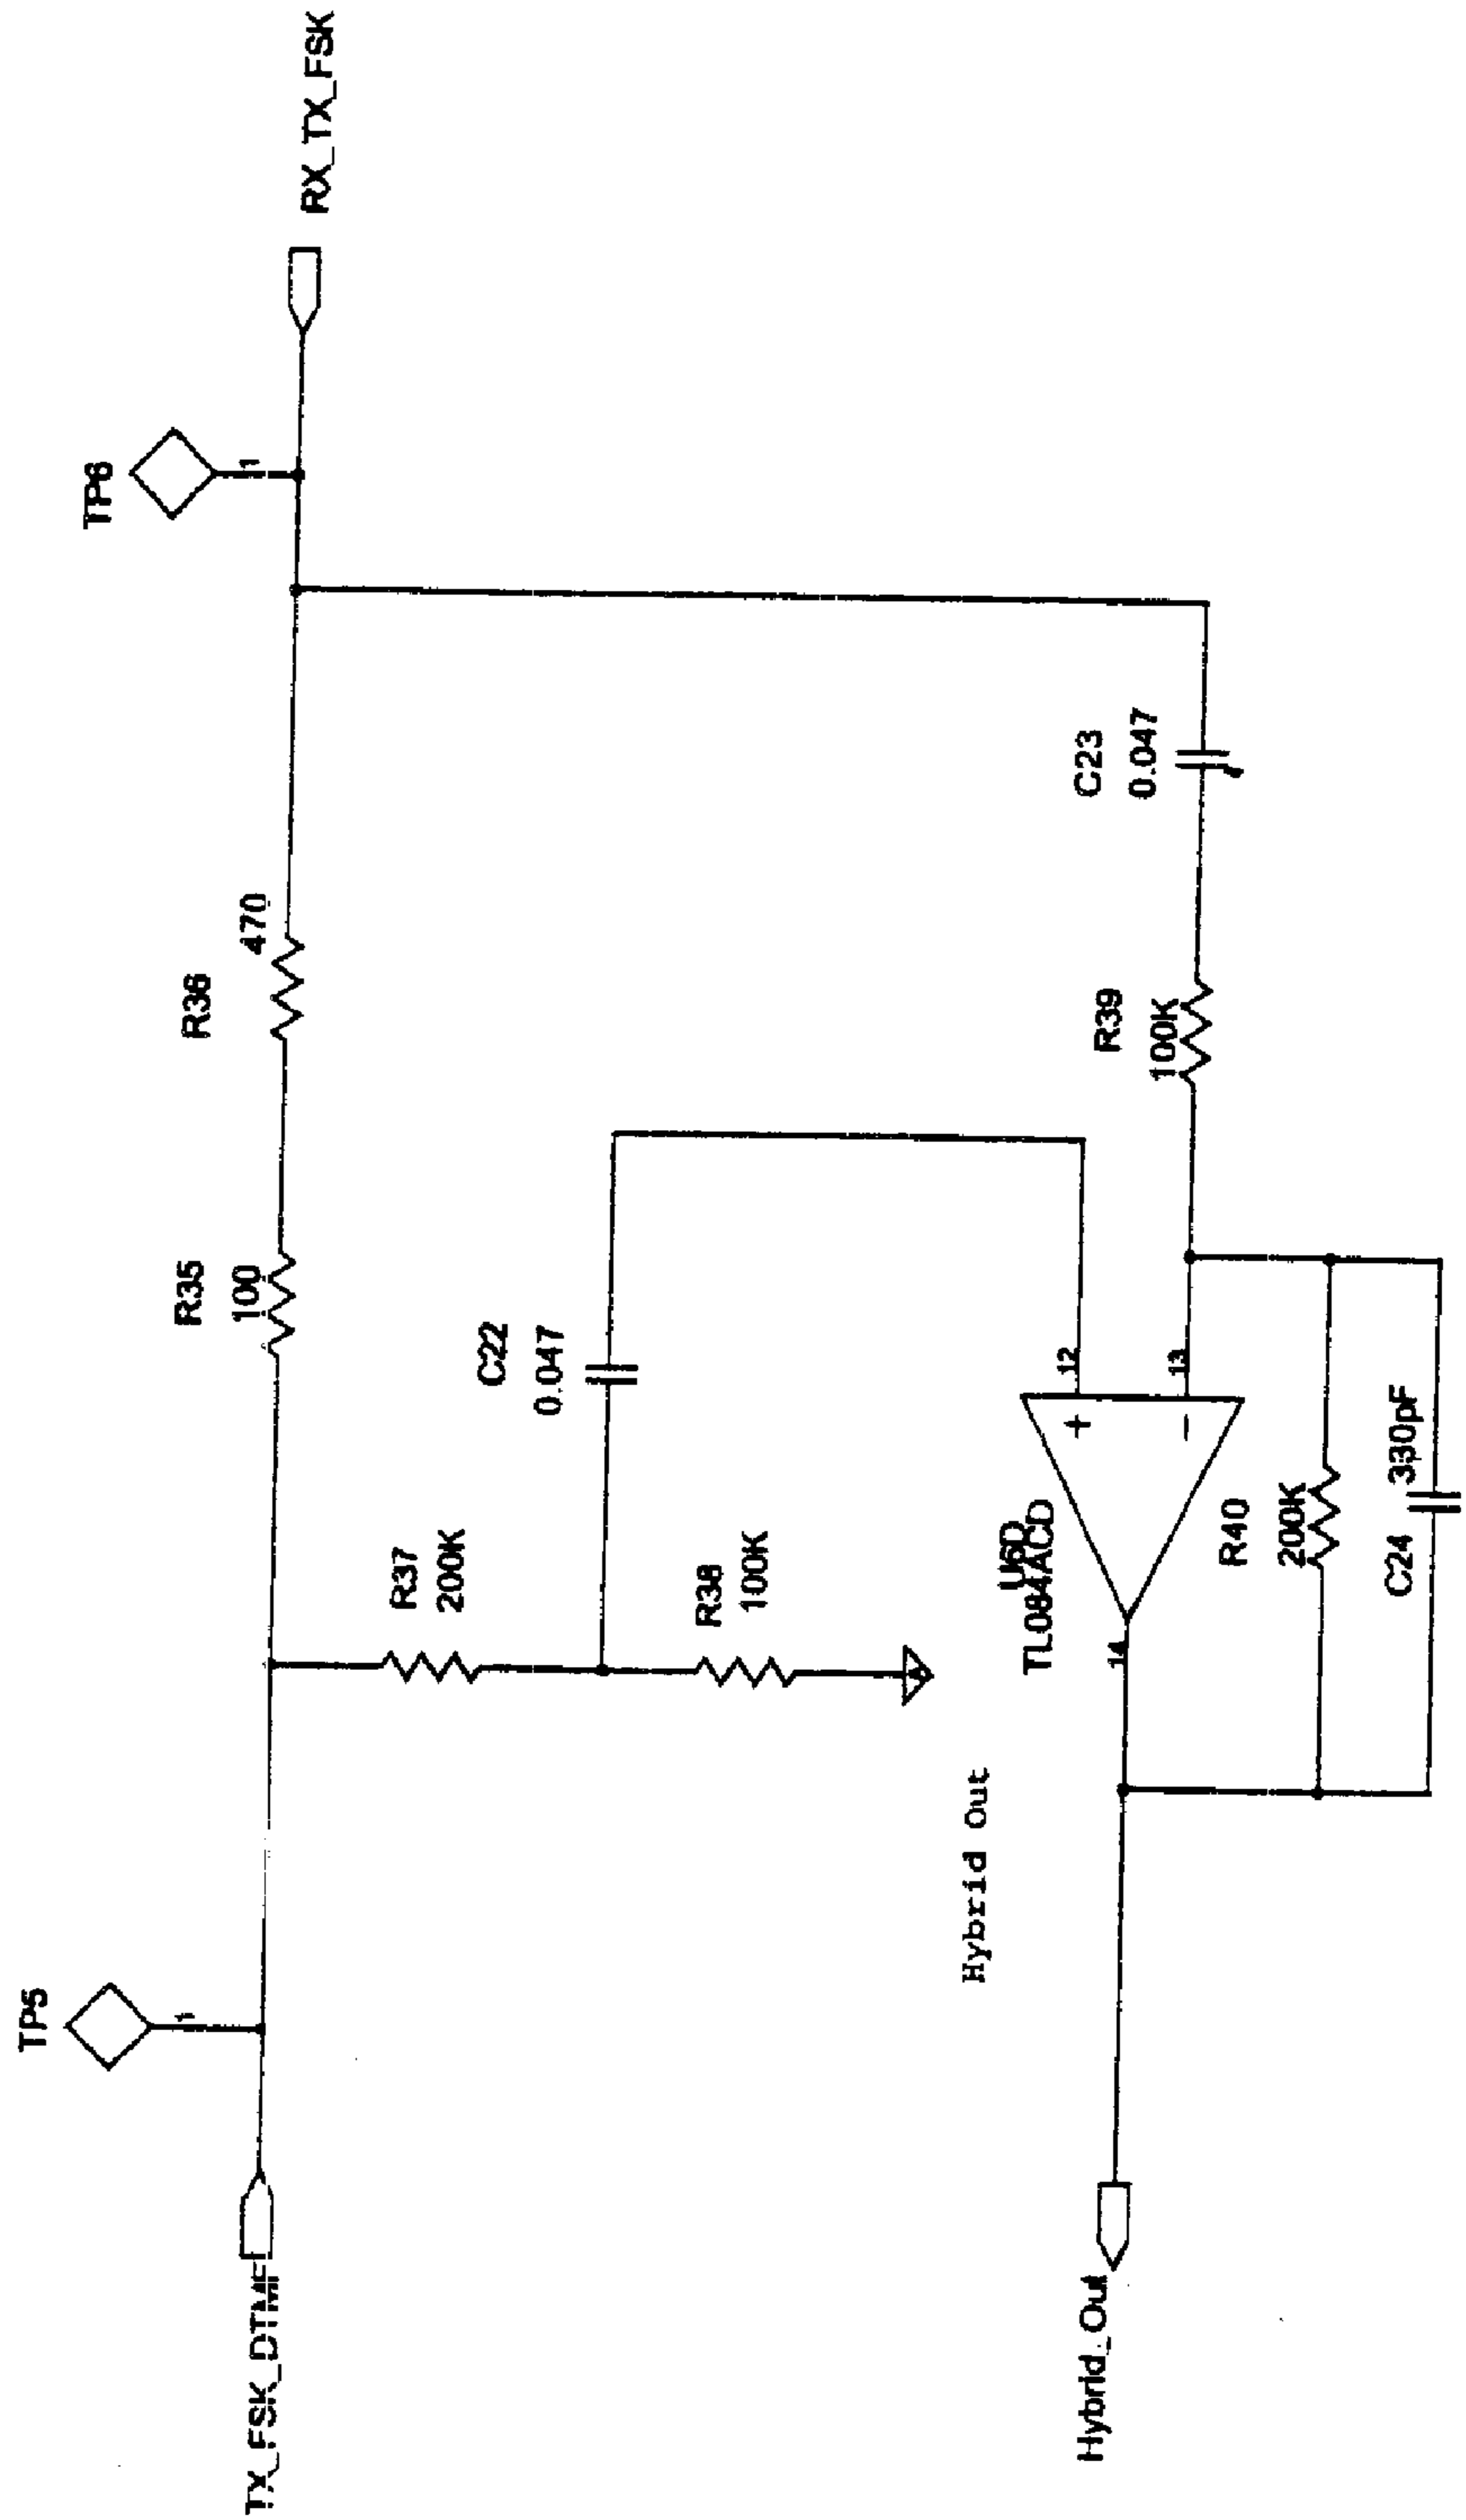 TP5
TP6
1
1
TX_FSK_DTMF
R35
100
R36
470
RX_TX_FSK
R37
200K
C22
0.047
R38
100K
Hybrid Out
TL084ACD
12
13
14
+
-
R39
100K
C23
0.047
Hybrid_Out
R40
200K
C24
330pF